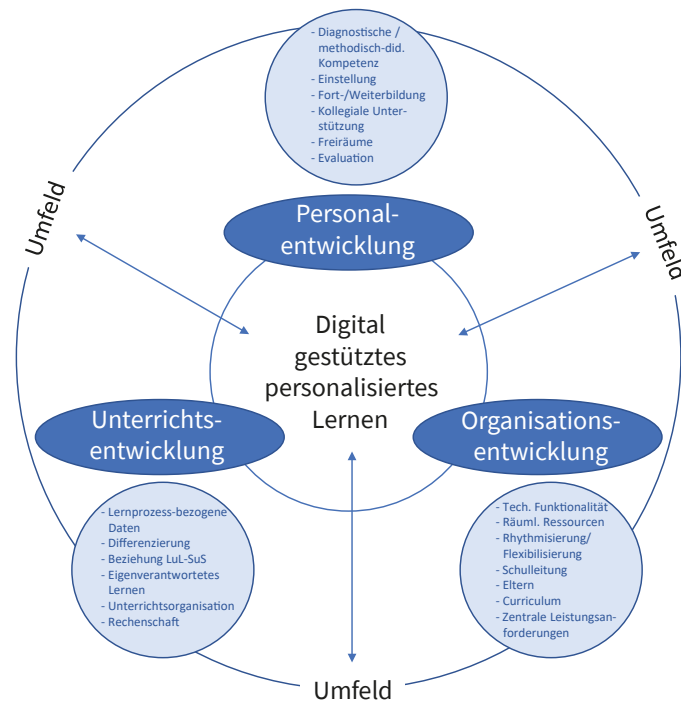 - Diagnostische /
methodisch-did.
Kompetenz
- Einstellung
- Fort-/Weiterbildung
- Kollegiale Unter-
stützung
- Freiräume
- Evaluation
Umfeld
Umfeld
Personal-
entwicklung
Digital
gestütztes
personalisiertes
Lernen
Unterrichts-
entwicklung
Organisations-
entwicklung
- Lernprozess-bezogene
Daten
- Differenzierung
- Beziehung LuL-SuS
- Eigenverantwortetes
Lernen
- Unterrichtsorganisation
- Rechenschaft
- Tech. Funktionalität
- Räuml. Ressourcen
- Rhythmisierung/
Flexibilisierung
- Schulleitung
- Eltern
- Curriculum
- Zentrale Leistungsan-
forderungen
Umfeld